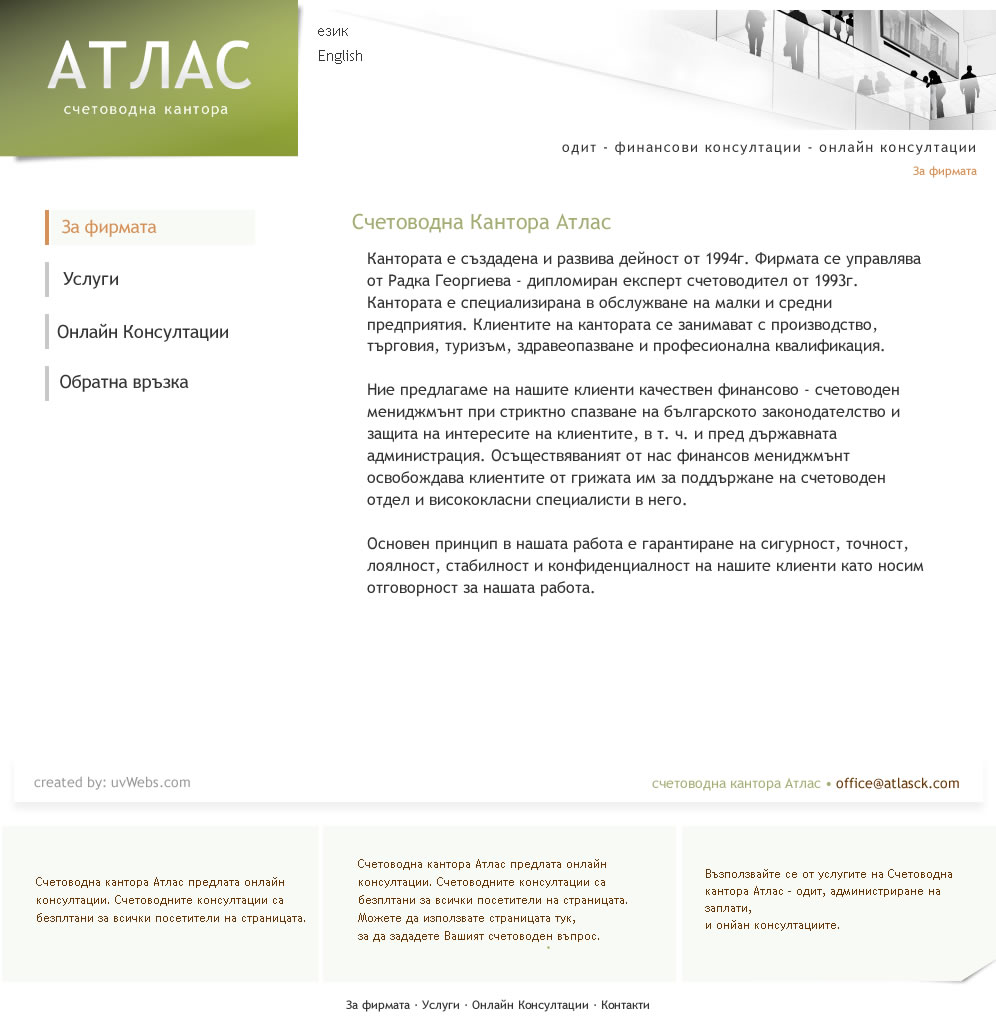 АТЛАС
счетоводна кантора
език
English
одит - финансови консултации - онлайн консултации
За фирмата
За фирмата
Услуги
Онлайн Консултации
Обратна връзка
Счетоводна Кантора Атлас
Кантората е създадена и развива дейност от 1994г. Фирмата се управлява
от Радка Георгиева - дипломиран експерт счетоводител от 1993г.
Кантората е специализирана в обслужване на малки и средни
предприятия. Клиентите на кантората се занимават с производство,
търговия, туризъм, здравеопазване и професионална квалификация.
Ние предлагаме на нашите клиенти качествен финансово - счетоводен
мениджмънт при стриктно спазване на българското законодателство и
защита на интересите на клиентите, в т. ч. и пред държавната
администрация. Осъществяваният от нас финансов мениджмънт
освобождава клиентите от грижата им за поддържане на счетоводен
отдел и висококласни специалисти в него.
Основен принцип в нашата работа е гарантиране на сигурност, точност,
лоялност, стабилност и конфиденциалност на нашите клиенти като носим
отговорност за нашата работа.
created by: uvWebs.com
счетоводна кантора Атлас • office@atlasck.com
Счетоводна кантора Атлас предлата онлайн
консултации. Счетоводните консултации са
безплтани за всички посетители на страницата.
Счетоводна кантора Атлас предлата онлайн
консултации. Счетоводните консултации са
безплтани за всички посетители на страницата.
Можете да използвате страницата тук,
за да зададете Вашият счетоводен въпрос.
Възползвайте се от услугите на Счетоводна
кантора Атлас - одит, администриране на
заплати,
и онйан консултациите.
За фирмата · Услуги · Онлайн Консултации · Контакти